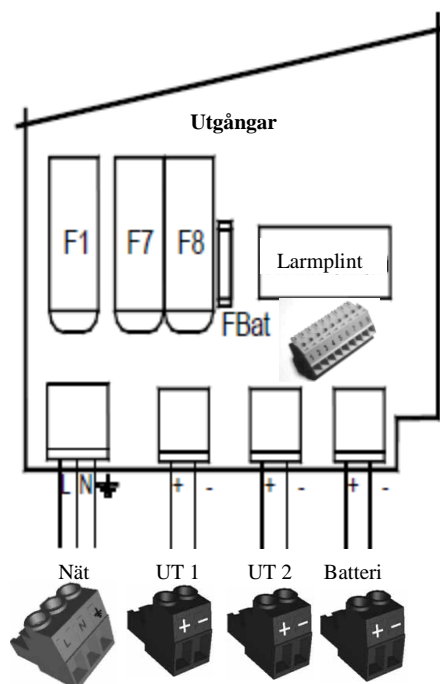 Utgångar
F1 F7 F8
Larmplint
FBat
L N + - + - + -
Nät UT 1 UT 2 Batteri
L N + - + - + -